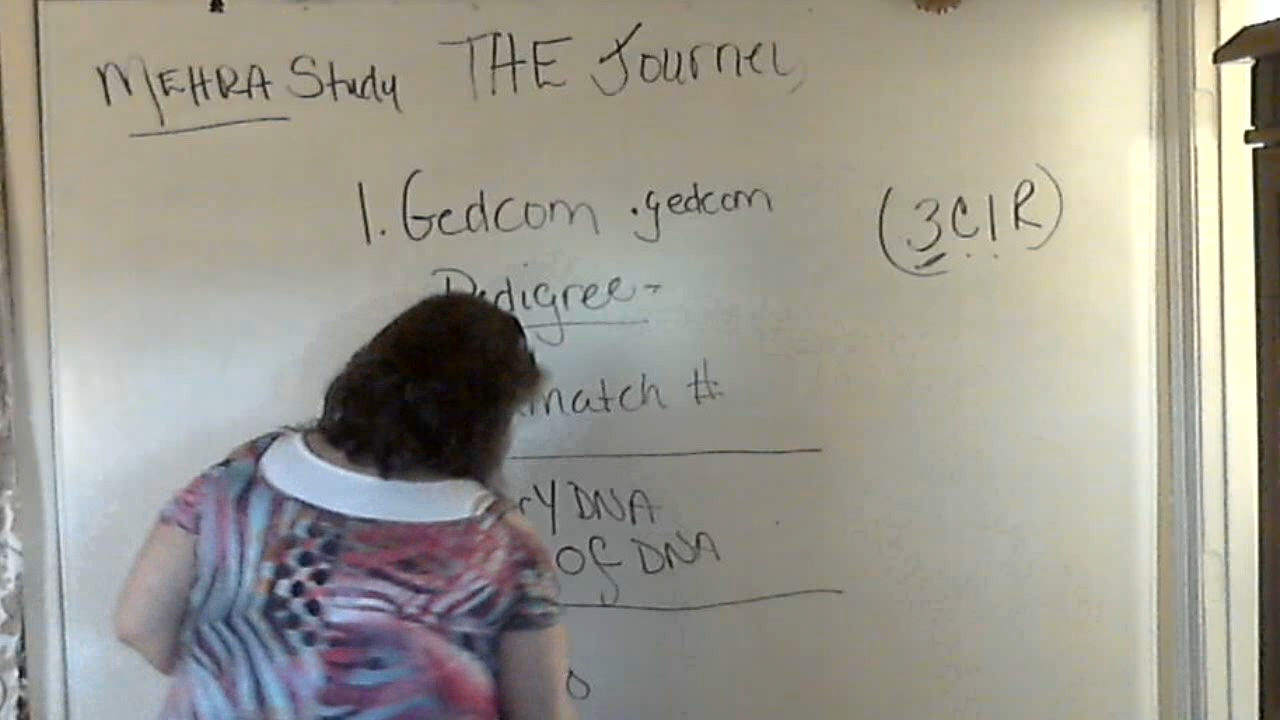 MEHRA Study THE Journey
1. Gedcom .gedcom (3C1R)
Pedigree-
match #
DNA
of DNA